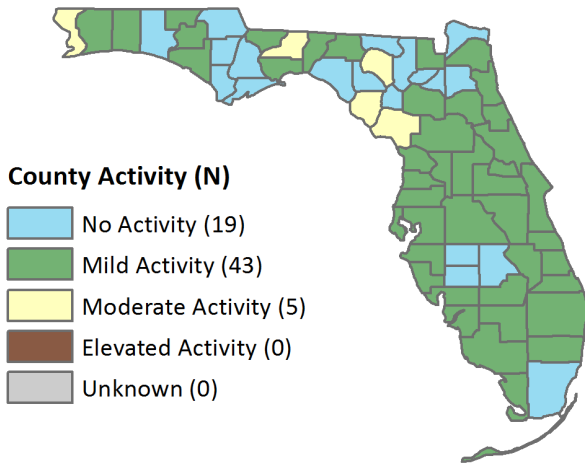 County Activity (N)
No Activity (19)
Mild Activity (43)
Moderate Activity (5)
Elevated Activity (0)
Unknown (0)